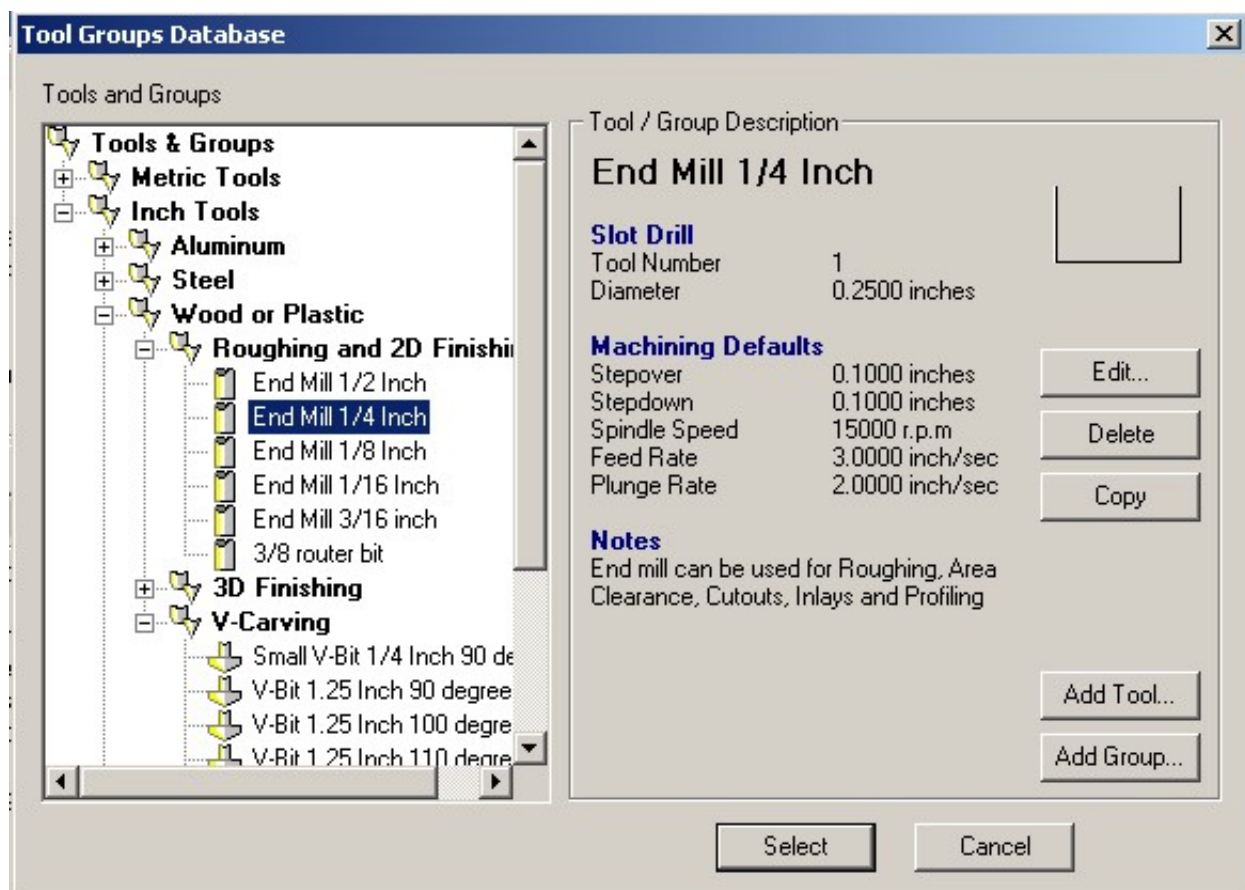 Tool Groups Database
Tools and Groups
Tools & Groups
Metric Tools
Inch Tools
Aluminum
Steel
Wood or Plastic
Roughing and 2D Finishi
End Mill 1/2 Inch
End Mill 1/4 Inch
End Mill 1/8 Inch
End Mill 1/16 Inch
End Mill 3/16 inch
3/8 router bit
3D Finishing
V-Carving
Small V-Bit 1/4 Inch 90 de
V-Bit 1.25 Inch 90 degree
V-Bit 1.25 Inch 100 degre
V-Bit 1.25 Inch 110 degre
Tool / Group Description
End Mill 1/4 Inch
Slot Drill
Tool Number 1
Diameter 0.2500 inches
Machining Defaults
Stepover 0.1000 inches
Stepdown 0.1000 inches
Spindle Speed 15000 r.p.m
Feed Rate 3.0000 inch/sec
Plunge Rate 2.0000 inch/sec
Notes
End mill can be used for Roughing, Area
Clearance, Cutouts, Inlays and Profiling
Edit...
Delete
Copy
Add Tool...
Add Group...
Select
Cancel